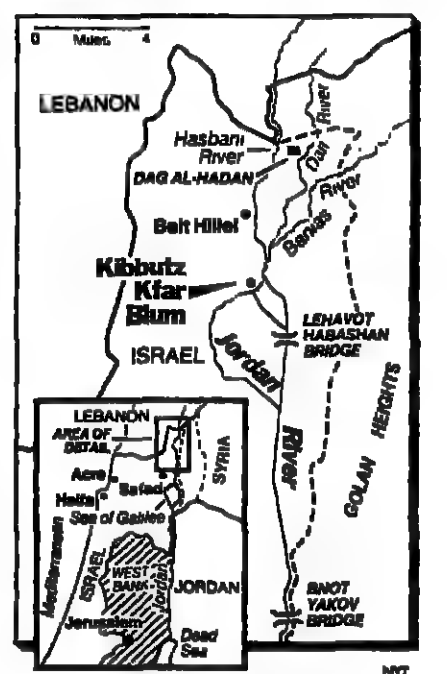 0 Miles 4
LEBANON
Hasbani
River
DAG AL-HADAN
Dan
River
Banias
River
Beit Hillel
Kibbutz
Kfar
Blum
ISRAEL
Jordan
River
LEHAVOT
HABASHAN
BRIDGE
GOLAN HEIGHTS
BNOT
YAKOV
BRIDGE
LEBANON
AREA OF
DETAIL
SYRIA
Acre
Safad
Haifa
Sea of Galilee
Mediterranean
ISRAEL
WEST
BANK
Jordan
JORDAN
Jerusalem
Dead
Sea
NYT